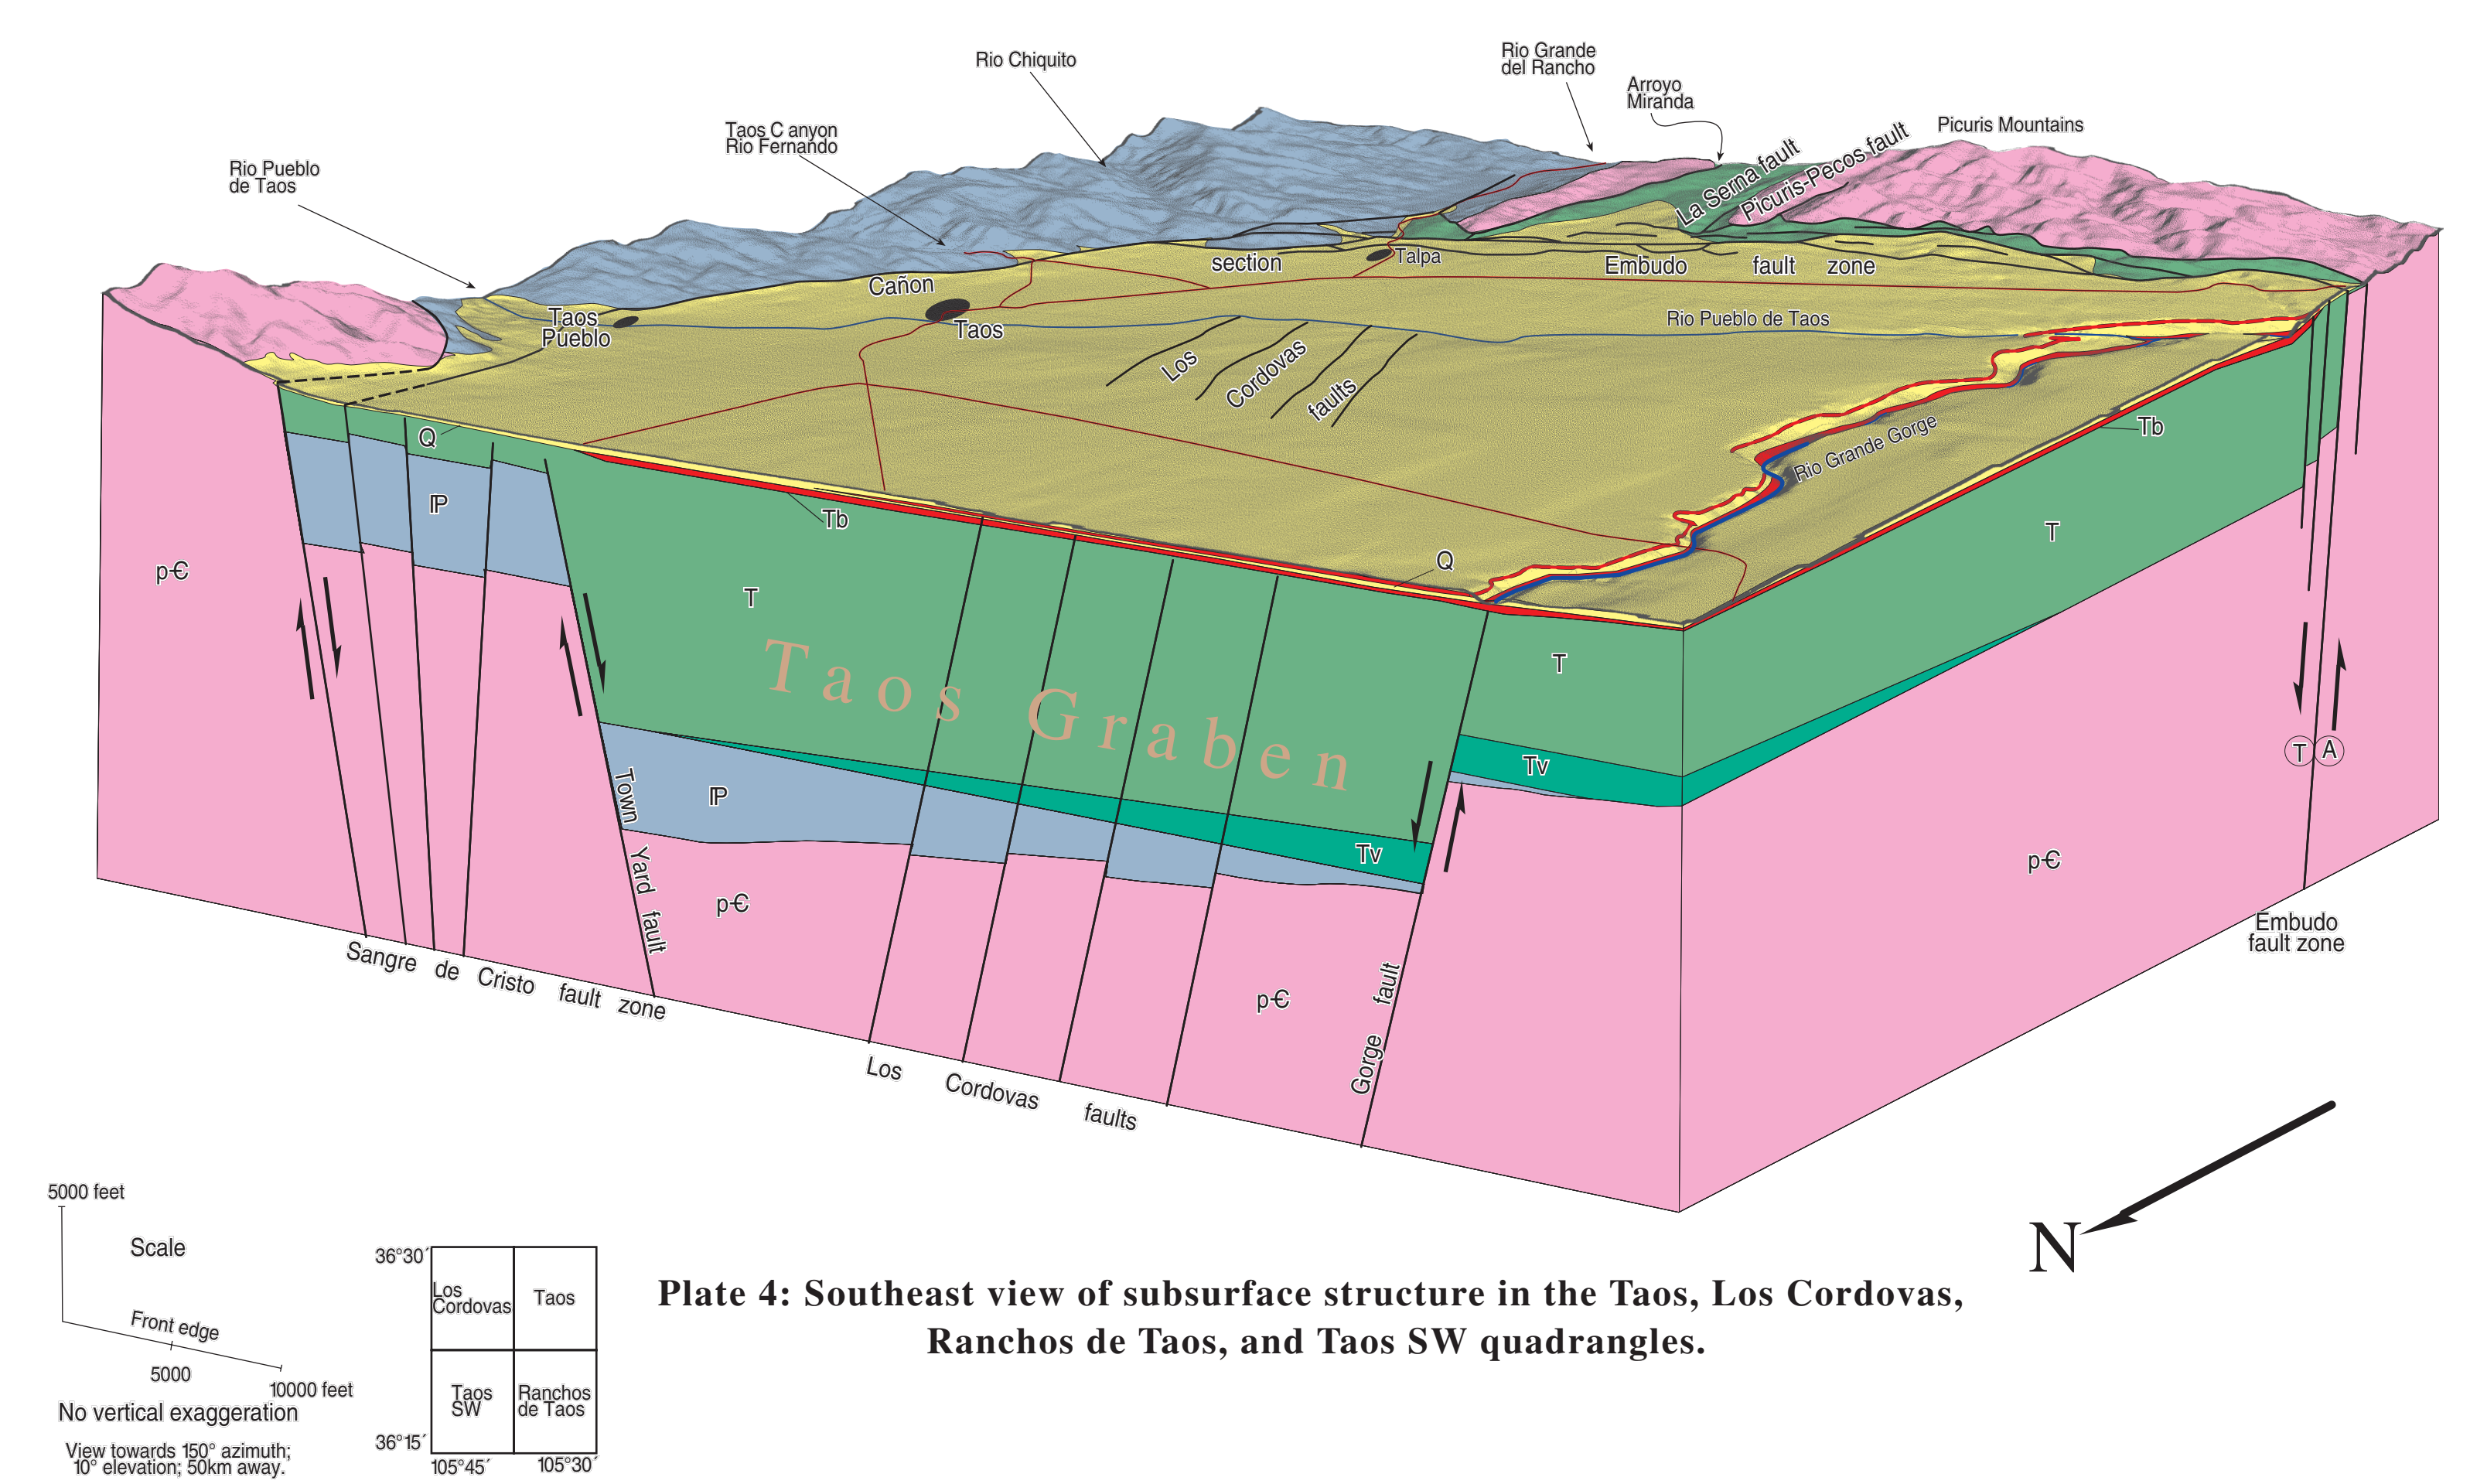 Rio Chiquito
Rio Grande
del Rancho
Arroyo
Miranda
Picuris Mountains
Taos C anyon
Rio Fernando
Rio Pueblo
de Taos
La Serna fault
Picuris-Pecos fault
Talpa
section
Cañon
Embudo fault zone
Taos
Pueblo
Taos
Rio Pueblo de Taos
Los
Cordovas
faults
Rio Grande Gorge
Q
Tb
IP
Tb
T
p-Є
Q
T
T
Taos Graben
Tv
T
A
IP
Tv
p-Є
p-Є
p-Є
Town Yard fault
Gorge fault
Embudo
fault zone
Sangre de Cristo fault zone
Los Cordovas faults
5000 feet
Scale
Front edge
5000
10000 feet
No vertical exaggeration
View towards 150° azimuth;
10° elevation; 50km away.
36°30´
Los
Cordovas
Taos
Taos
SW
Ranchos
de Taos
36°15´
105°45´
105°30´
N
Plate 4: Southeast view of subsurface structure in the Taos, Los Cordovas,
Ranchos de Taos, and Taos SW quadrangles.